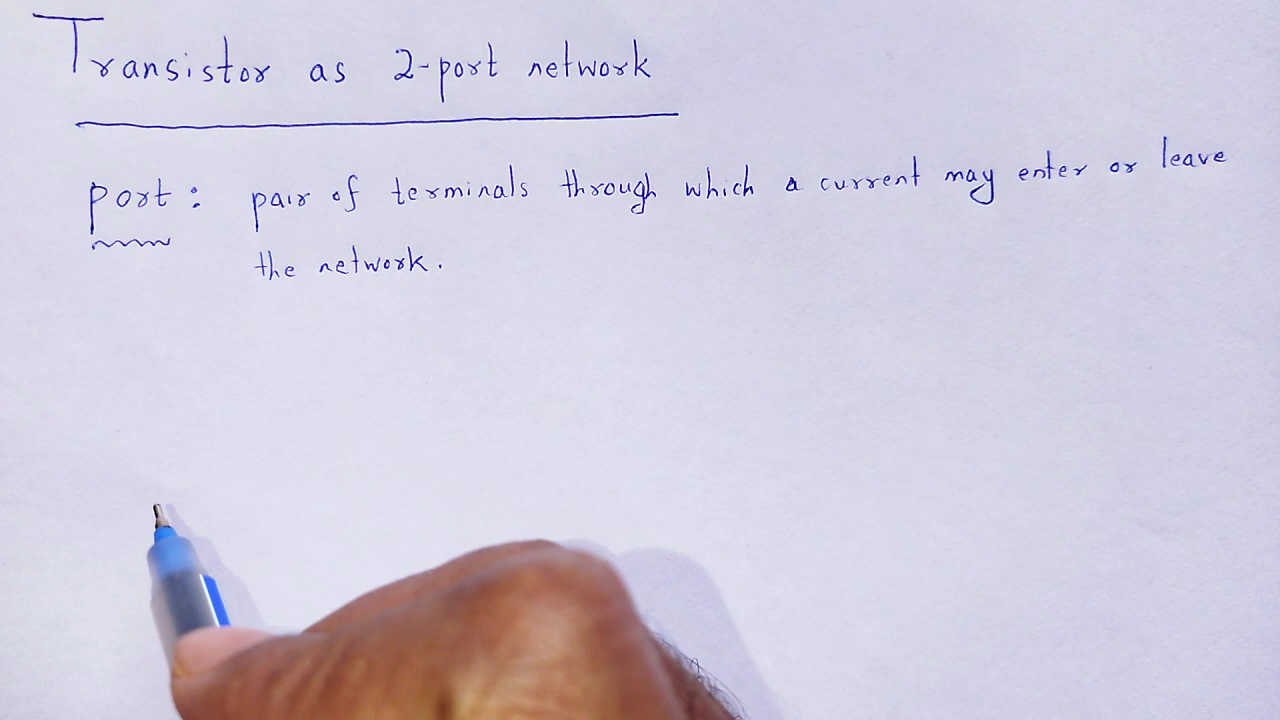 Transistor as 2-port network
port : pair of terminals through which a current may enter or leave
the network.